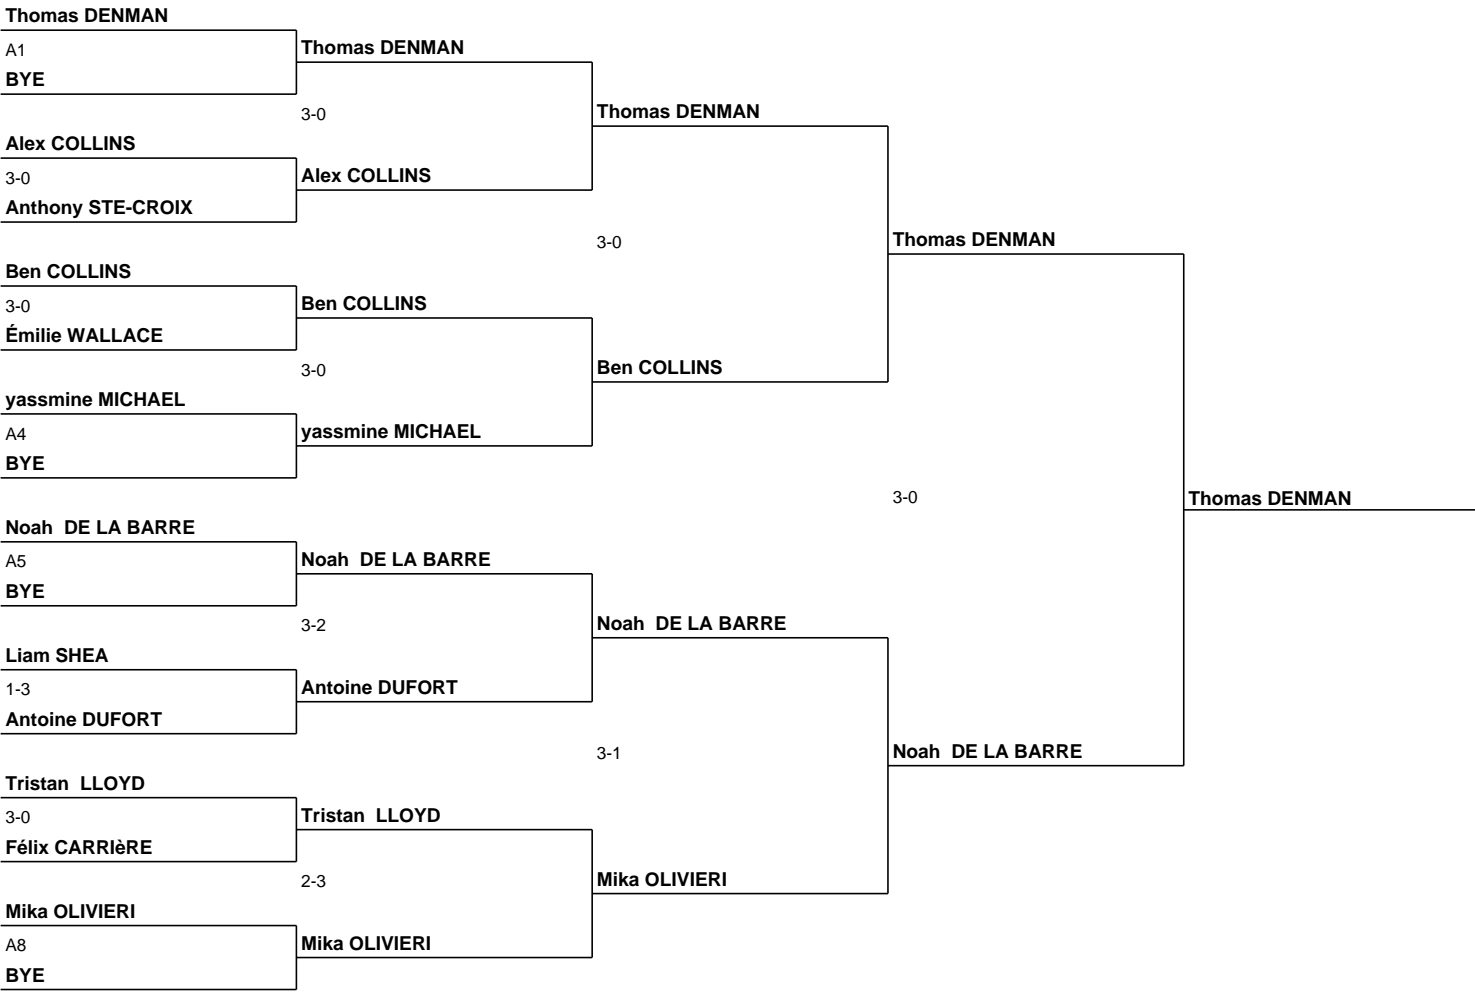 Thomas DENMAN
A1
BYE
Thomas DENMAN
3-0
Alex COLLINS
3-0
Anthony STE-CROIX
Alex COLLINS
Thomas DENMAN
3-0
Ben COLLINS
3-0
Émilie WALLACE
Ben COLLINS
3-0
yassmine MICHAEL
A4
BYE
yassmine MICHAEL
Ben COLLINS
Thomas DENMAN
3-0
Noah  DE LA BARRE
A5
BYE
Noah  DE LA BARRE
3-2
Liam SHEA
1-3
Antoine DUFORT
Antoine DUFORT
Noah  DE LA BARRE
3-1
Tristan  LLOYD
3-0
Félix CARRIèRE
Tristan  LLOYD
2-3
Mika OLIVIERI
A8
BYE
Mika OLIVIERI
Mika OLIVIERI
Noah  DE LA BARRE
Thomas DENMAN